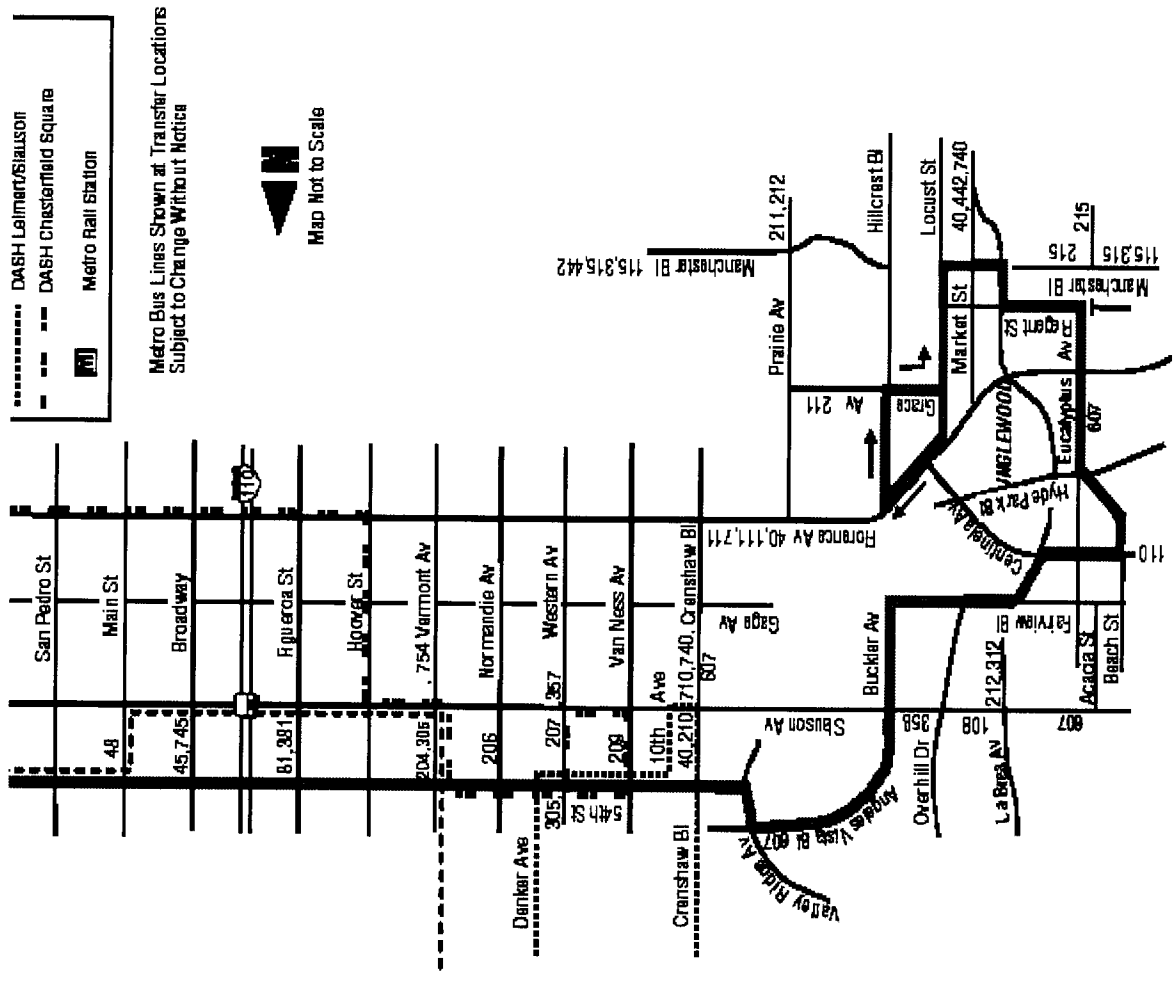 DASH Leimert/Slauson
DASH Chesterfield Square
M Metro Rail Station
Metro Bus Lines Shown at Transfer Locations
Subject to Change Without Notice
N
Map Not to Scale
San Pedro St
Main St
48
Broadway
45,745
110
Figueroa St
81,381
Hoover St
, 754 Vermont Av
204,305
Normandie Av
206
Western Av
207
,357
305,
Van Ness Av
209
54th St
10th
Ave
Denker Ave
Crenshaw Bl
40,210,710,740, Crenshaw Bl
607
Gage Av
Florence Av 40,111,711
Slauson Av
Valley Ridge Av
Angeles Vista Bl 607
Buckler Av
358
Overhill Dr
108
La Brea Av
212,312
607
Fairview Bl
Acacia St
Beach St
110
Centinela Av
Hyde Park Bl
INGLEWOOD
Eucalyptus Av
607
Regent St
Market St
Grace
Av 211
Prairie Av
211,212
Manchester Bl 115,315,442
Hillcrest Bl
Locust St
40,442,740
215
215
Manchester Bl
115,315